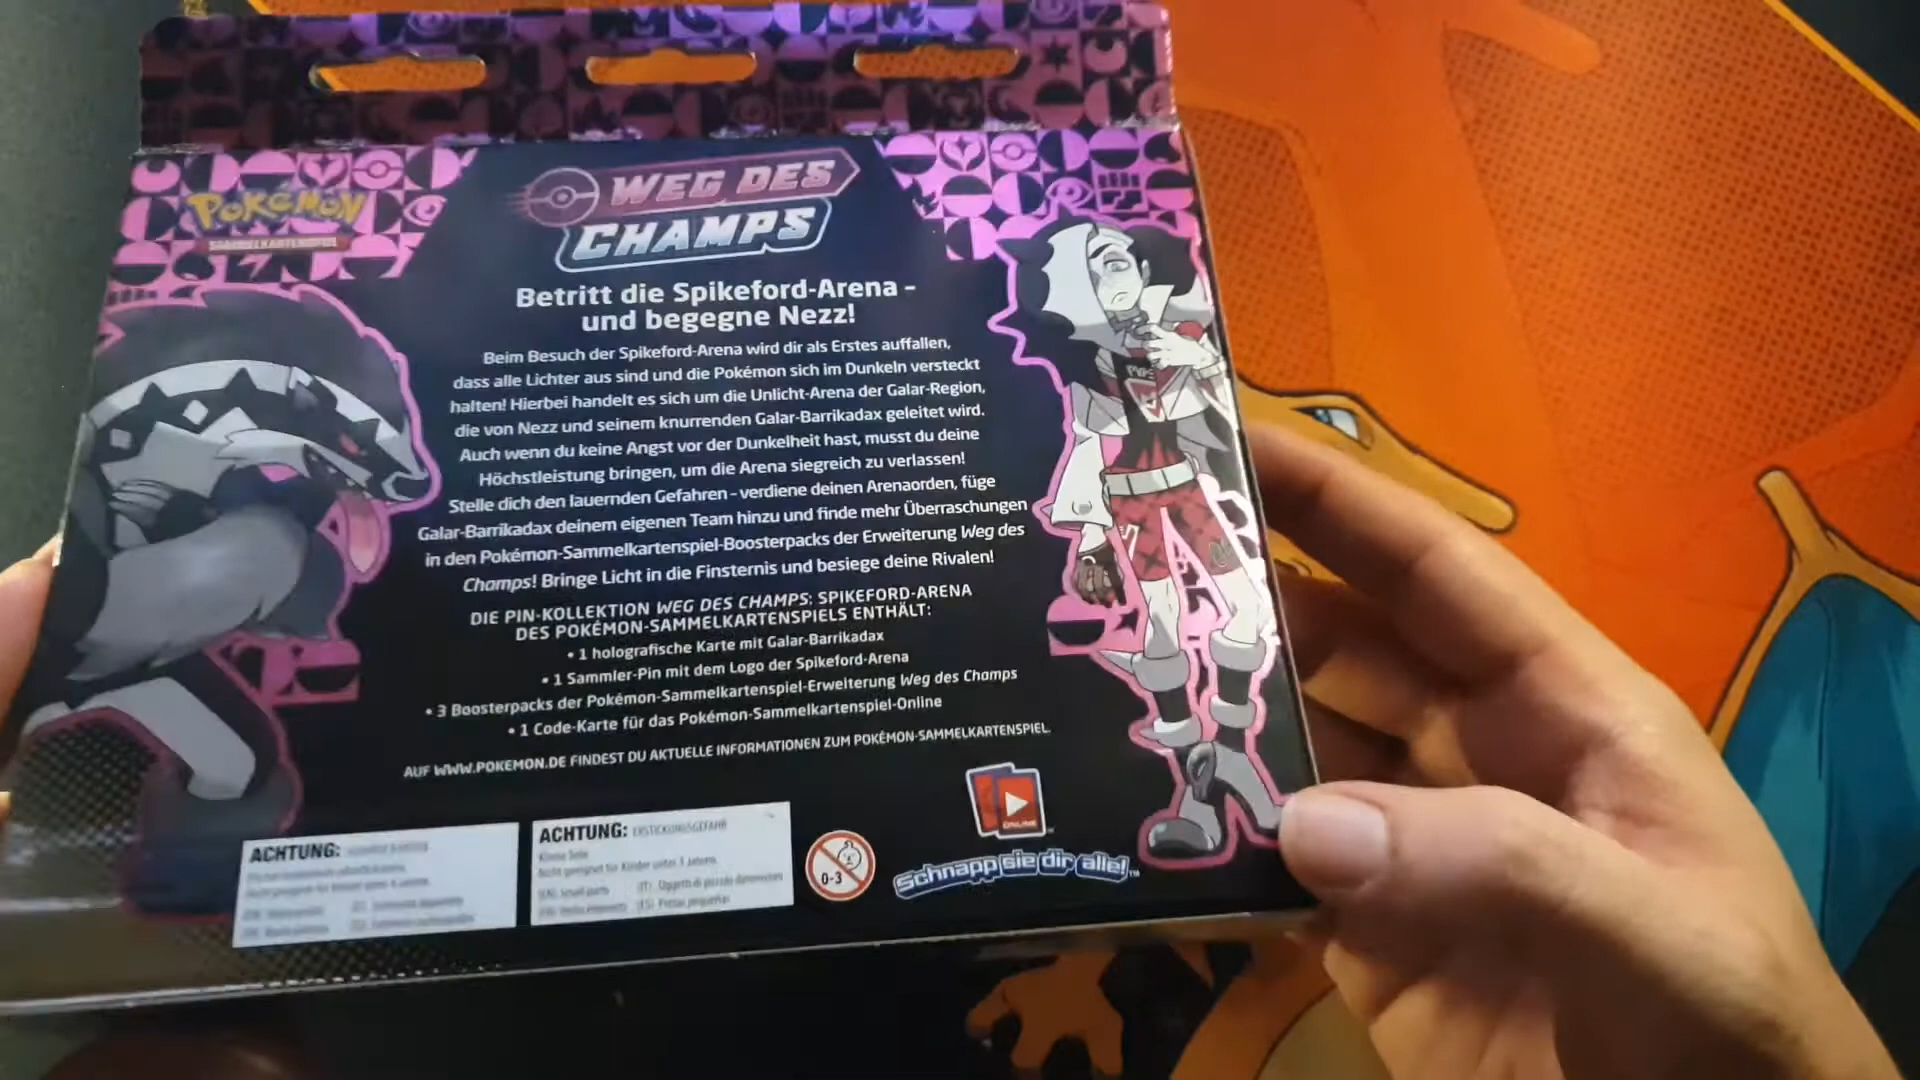 POKÉMON
SAMMELKARTENSPIEL
WEG DES
CHAMPS
Betritt die Spikeford-Arena –
und begegne Nezz!
Beim Besuch der Spikeford-Arena wird dir als Erstes auffallen,
dass alle Lichter aus sind und die Pokémon sich im Dunkeln versteckt
halten! Hierbei handelt es sich um die Unlicht-Arena der Galar-Region,
die von Nezz und seinem knurrenden Galar-Barrikadax geleitet wird.
Auch wenn du keine Angst vor der Dunkelheit hast, musst du deine
Höchstleistung bringen, um die Arena siegreich zu verlassen!
Stelle dich den lauernden Gefahren – verdiene deinen Arenaorden, füge
Galar-Barrikadax deinem eigenen Team hinzu und finde mehr Überraschungen
in den Pokémon-Sammelkartenspiel-Boosterpacks der Erweiterung Weg des
Champs! Bringe Licht in die Finsternis und besiege deine Rivalen!
DIE PIN-KOLLEKTION WEG DES CHAMPS: SPIKEFORD-ARENA
DES POKÉMON-SAMMELKARTENSPIELS ENTHÄLT:
• 1 holografische Karte mit Galar-Barrikadax
• 1 Sammler-Pin mit dem Logo der Spikeford-Arena
• 3 Boosterpacks der Pokémon-Sammelkartenspiel-Erweiterung Weg des Champs
• 1 Code-Karte für das Pokémon-Sammelkartenspiel-Online
AUF WWW.POKEMON.DE FINDEST DU AKTUELLE INFORMATIONEN ZUM POKÉMON-SAMMELKARTENSPIEL.
ONLINE
ACHTUNG:
ACHTUNG: ERSTICKUNGSGEFAHR
Kleine Teile
Nicht geeignet für Kinder unter 3 Jahren.
0-3
Schnapp sie dir alle!™